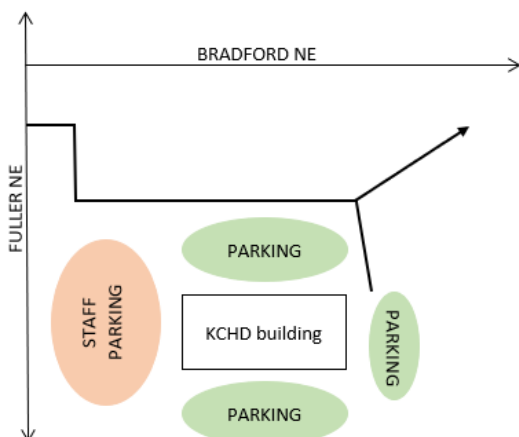 BRADFORD NE
FULLER NE
PARKING
STAFF
PARKING
KCHD building
PARKING
PARKING